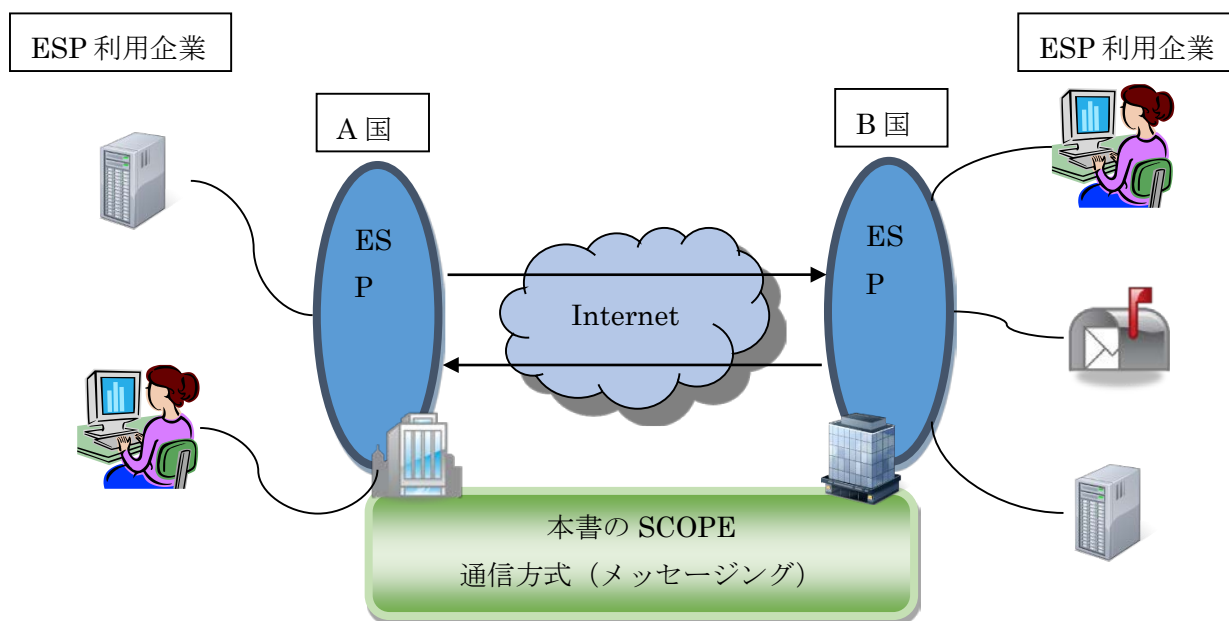 ESP 利用企業
ESP 利用企業
A 国
B 国
ES
P
Internet
ES
P
本書の SCOPE
通信方式（メッセージング）